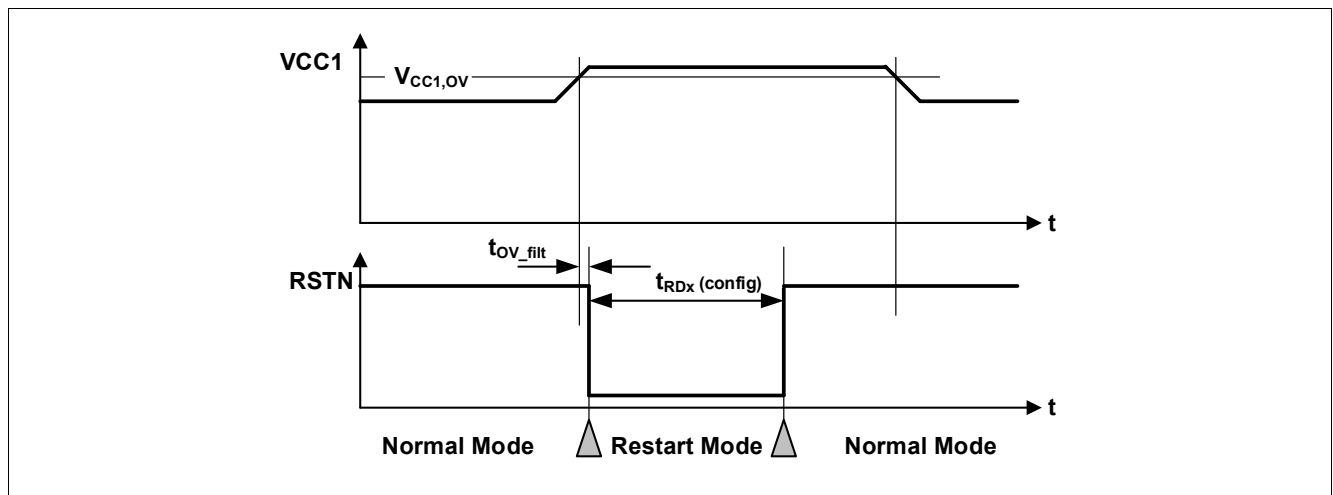 VCC1
VCC1,OV
t
tOV_filt
tRDx (config)
RSTN
t
Normal Mode Restart Mode Normal Mode